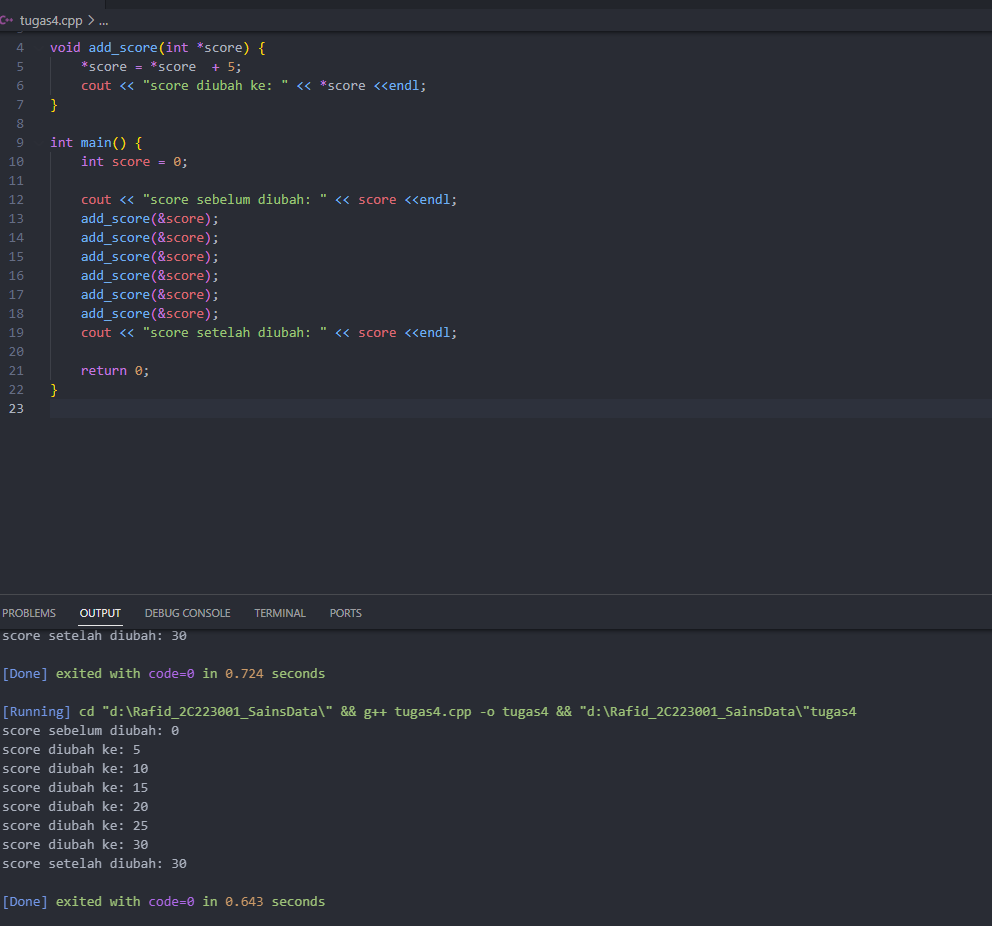 C++ tugas4.cpp > ...
4 void add_score(int *score) {
5 *score = *score  + 5;
6 cout << "score diubah ke: " << *score <<endl;
7 }
8
9 int main() {
10 int score = 0;
11
12 cout << "score sebelum diubah: " << score <<endl;
13 add_score(&score);
14 add_score(&score);
15 add_score(&score);
16 add_score(&score);
17 add_score(&score);
18 add_score(&score);
19 cout << "score setelah diubah: " << score <<endl;
20
21 return 0;
22 }
23
PROBLEMS OUTPUT DEBUG CONSOLE TERMINAL PORTS
score setelah diubah: 30
[Done] exited with code=0 in 0.724 seconds
[Running] cd "d:\Rafid_2C223001_SainsData\" && g++ tugas4.cpp -o tugas4 && "d:\Rafid_2C223001_SainsData\"tugas4
score sebelum diubah: 0
score diubah ke: 5
score diubah ke: 10
score diubah ke: 15
score diubah ke: 20
score diubah ke: 25
score diubah ke: 30
score setelah diubah: 30
[Done] exited with code=0 in 0.643 seconds